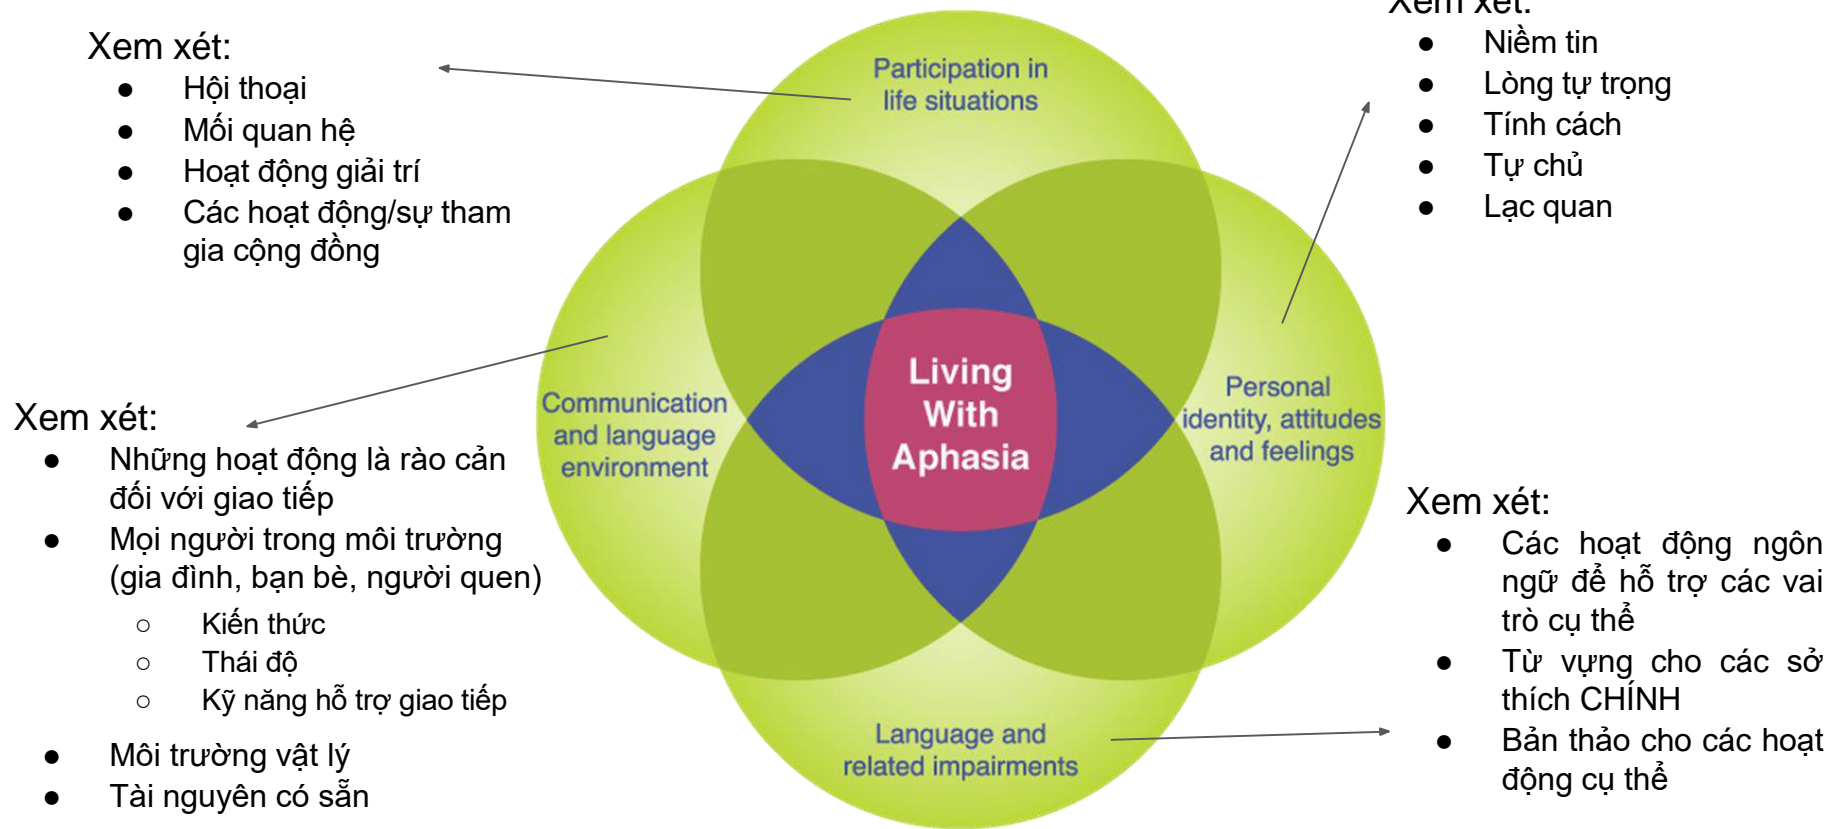 Xem xét:
● Hội thoại
● Mối quan hệ
● Hoạt động giải trí
● Các hoạt động/sự tham
gia cộng đồng
Participation in
life situations
Xem xét:
● Niềm tin
● Lòng tự trọng
● Tính cách
● Tự chủ
● Lạc quan
Xem xét:
● Những hoạt động là rào cản
đối với giao tiếp
● Mọi người trong môi trường
(gia đình, bạn bè, người quen)
○ Kiến thức
○ Thái độ
○ Kỹ năng hỗ trợ giao tiếp
● Môi trường vật lý
● Tài nguyên có sẵn
Communication
and language
environment
Living
With
Aphasia
Personal
identity, attitudes
and feelings
Language and
related impairments
Xem xét:
● Các hoạt động ngôn
ngữ để hỗ trợ các vai
trò cụ thể
● Từ vựng cho các sở
thích CHÍNH
● Bản thảo cho các hoạt
động cụ thể